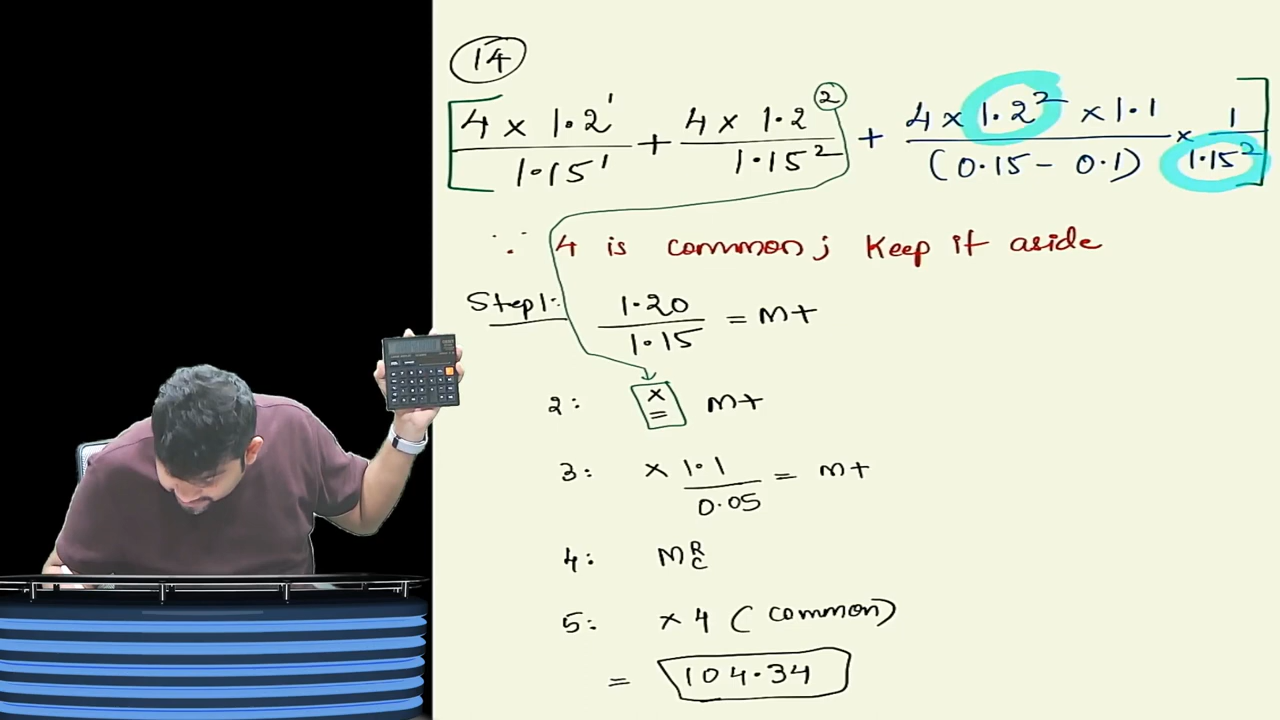 14
[ 4 × 1.2¹ / 1.15¹ + 4 × 1.2² / 1.15² + 4 × 1.2² × 1.1 / (0.15 - 0.1) × 1 / 1.15² ]
∵ 4 is common; Keep it aside
Step1: 1.20 / 1.15 = m+
2: × = m+
3: × 1.1 / 0.05 = m+
4: MRC
5: × 4 (common)
= 104.34